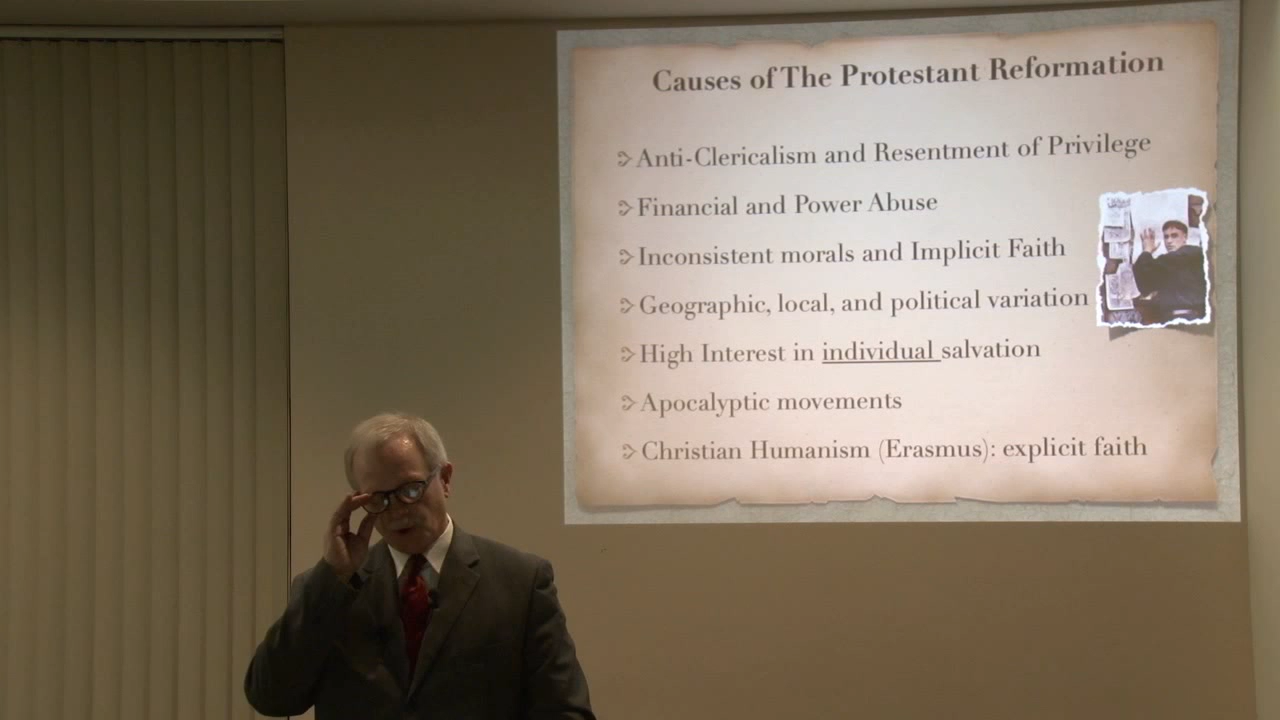 Causes of The Protestant Reformation
Anti-Clericalism and Resentment of Privilege
Financial and Power Abuse
Inconsistent morals and Implicit Faith
Geographic, local, and political variation
High Interest in individual salvation
Apocalyptic movements
Christian Humanism (Erasmus): explicit faith